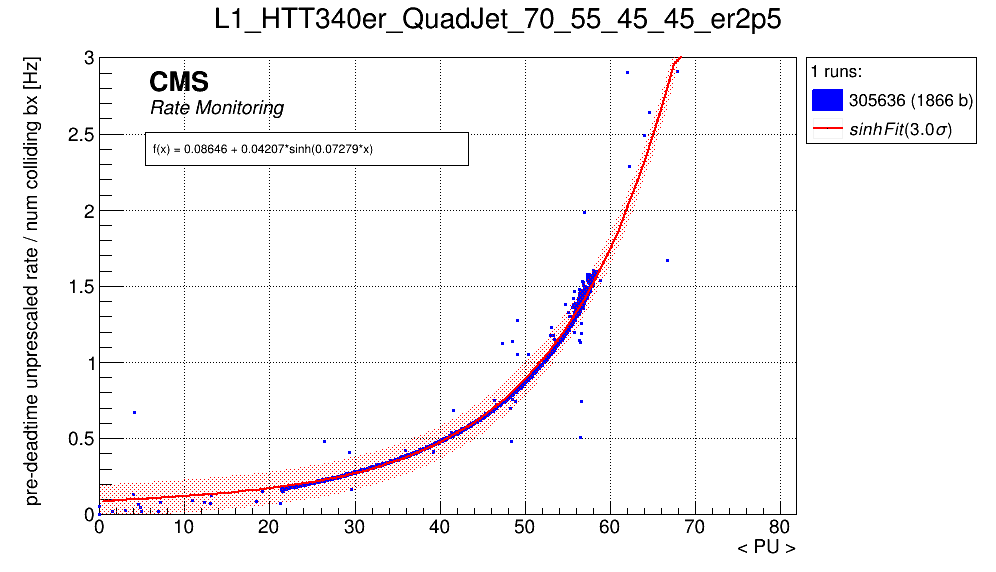 L1_HTT340er_QuadJet_70_55_45_45_er2p5
pre-deadtime unprescaled rate / num colliding bx [Hz]
3
2.5
2
1.5
1
0.5
0
CMS
Rate Monitoring
f(x) = 0.08646 + 0.04207*sinh(0.07279*x)
1 runs:
305636 (1866 b)
sinhFit(3.0σ)
0 10 20 30 40 50 60 70 80
< PU >